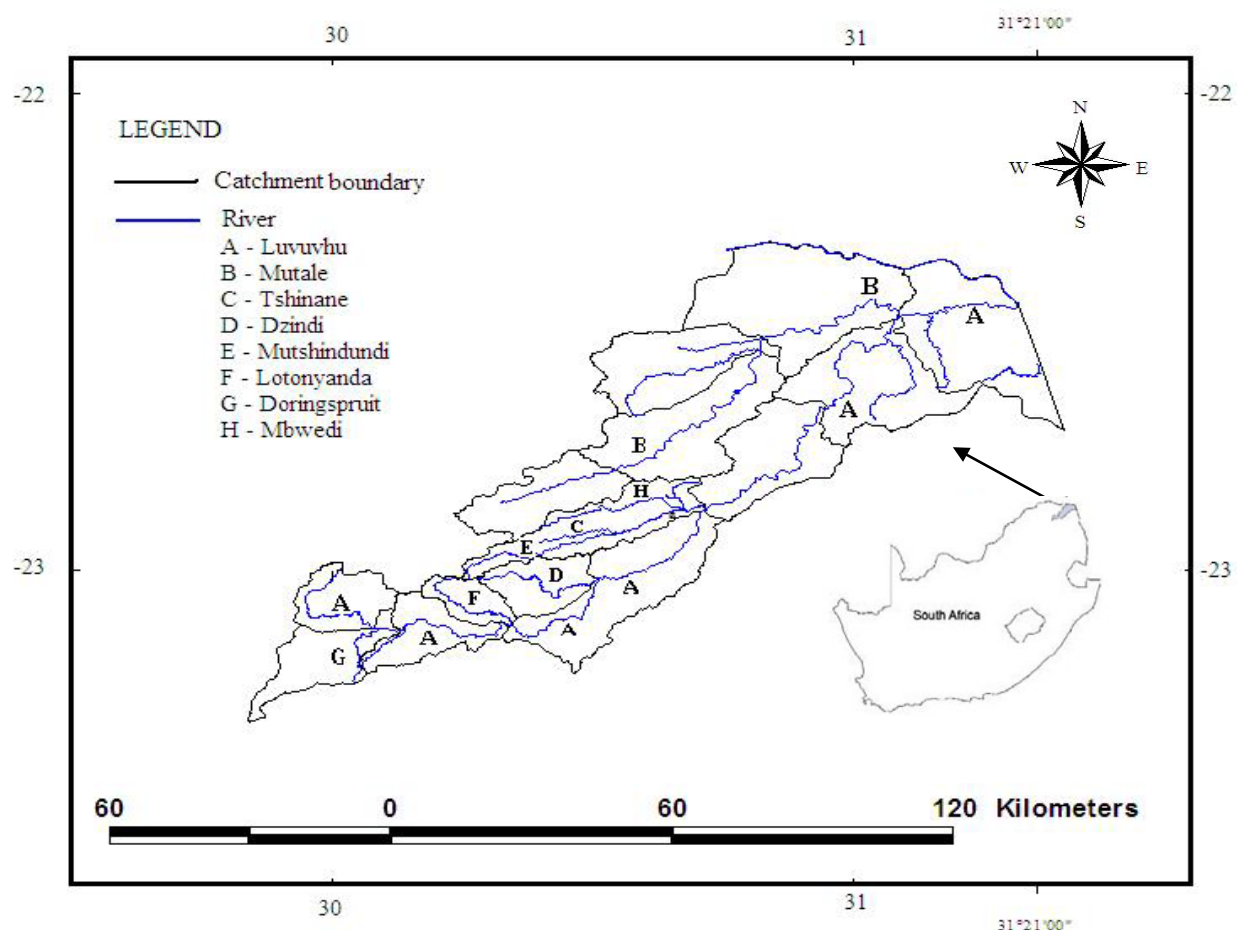 30 31 31°21'00"
-22 -22
LEGEND
N
W E
S
Catchment boundary
River
A - Luvuvhu
B - Mutale
C - Tshinane
D - Dzindi
E - Mutshindundi
F - Lotonyanda
G - Doringspruit
H - Mbwedi
B
A
A
B
H
C
E
D
A
F
A
A
A
G
-23 -23
South Africa
60 0 60 120 Kilometers
30 31 31°21'00"